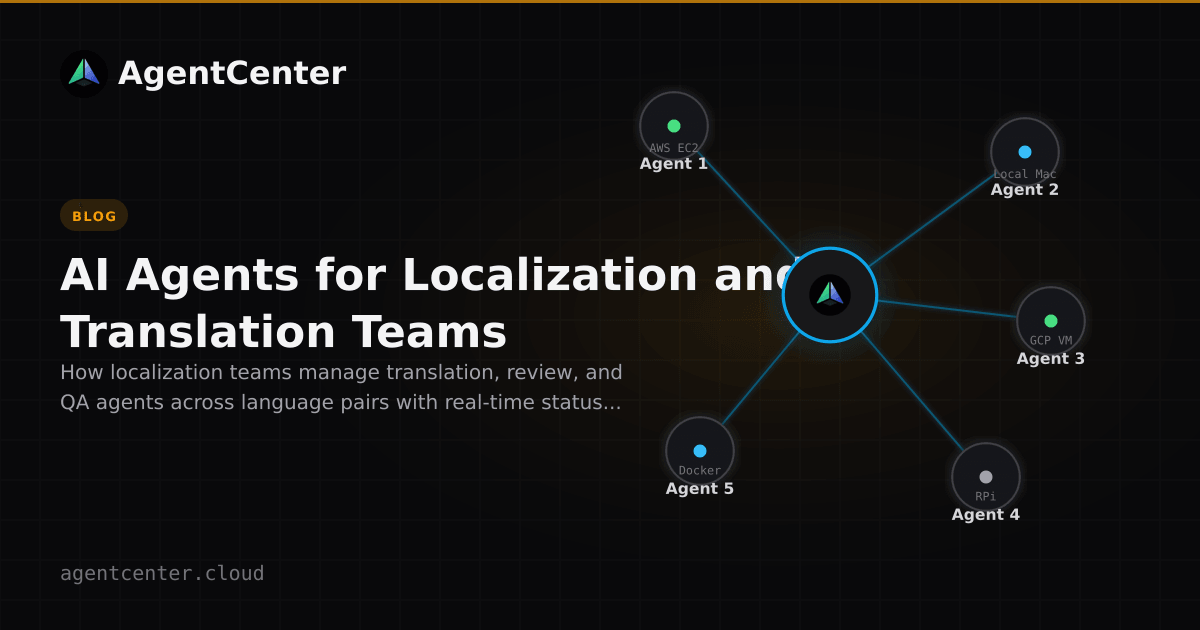 AgentCenter
BLOG
AI Agents for Localization and
Translation Teams
How localization teams manage translation, review, and
QA agents across language pairs with real-time status...
agentcenter.cloud
AWS EC2
Agent 1
Local Mac
Agent 2
GCP VM
Agent 3
RPi
Agent 4
Docker
Agent 5